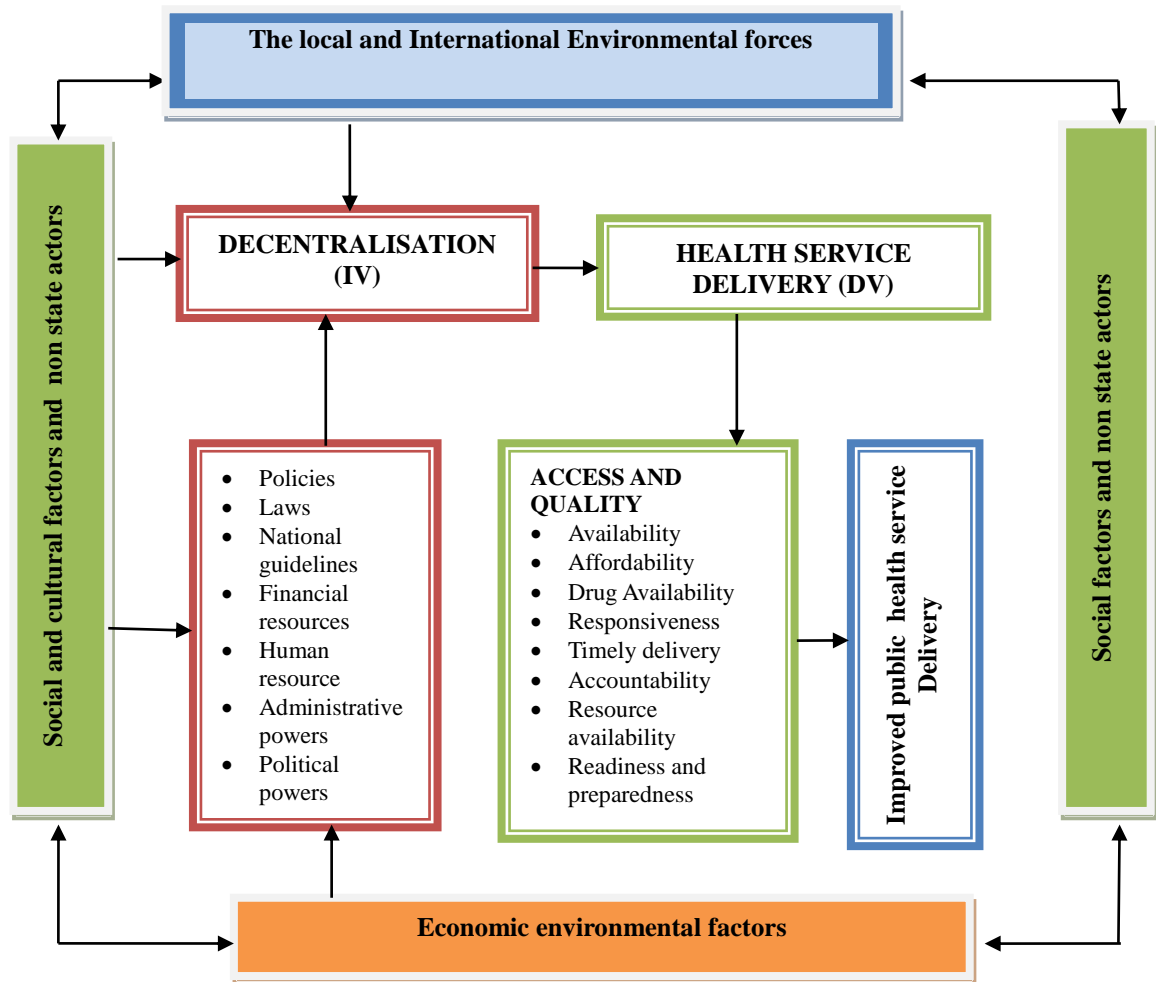 The local and International Environmental forces
Social and cultural factors and  non state actors
DECENTRALISATION
(IV)
HEALTH SERVICE
DELIVERY (DV)
Social factors and non state actors
• Policies
• Laws
• National
guidelines
• Financial
resources
• Human
resource
• Administrative
powers
• Political
powers
ACCESS AND
QUALITY
• Availability
• Affordability
• Drug Availability
• Responsiveness
• Timely delivery
• Accountability
• Resource
availability
• Readiness and
preparedness
Improved public  health service
Delivery
Economic environmental factors